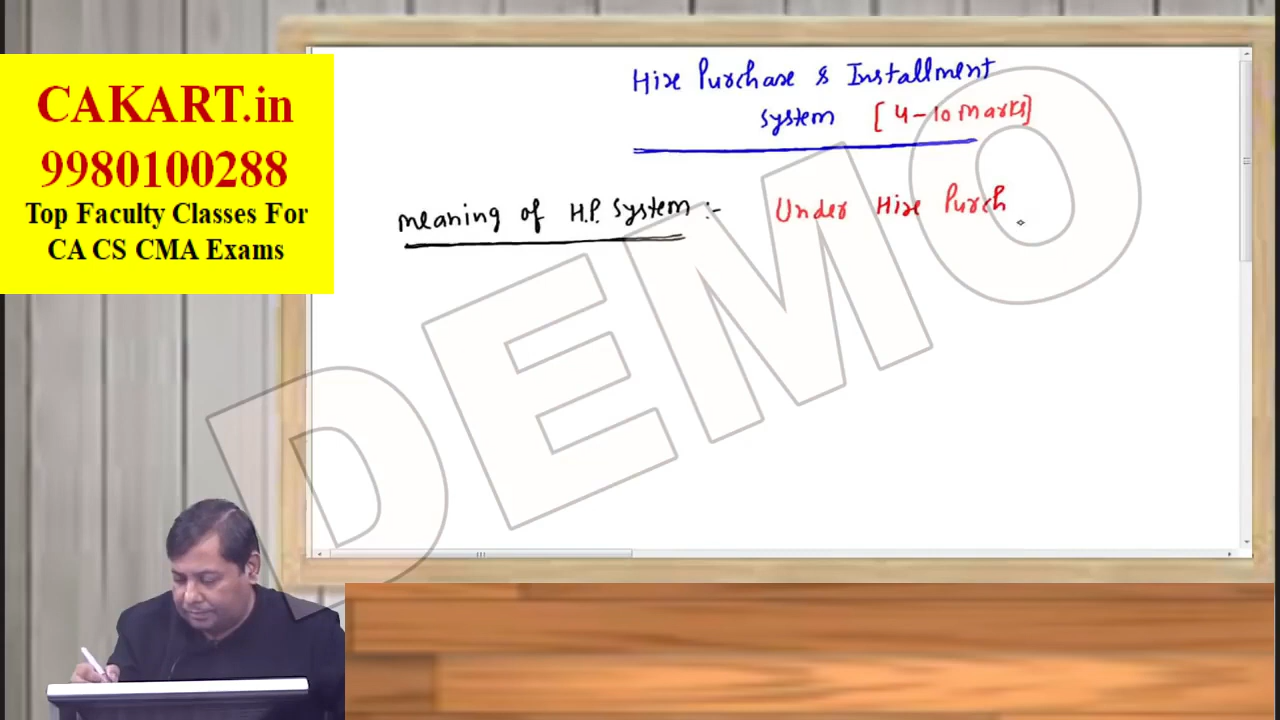 CAKART.in
9980100288
Top Faculty Classes For
CA CS CMA Exams
Hire Purchase & Installment
System [4-10 Marks]
meaning of H.P. System :- Under Hire Purch
DEMO